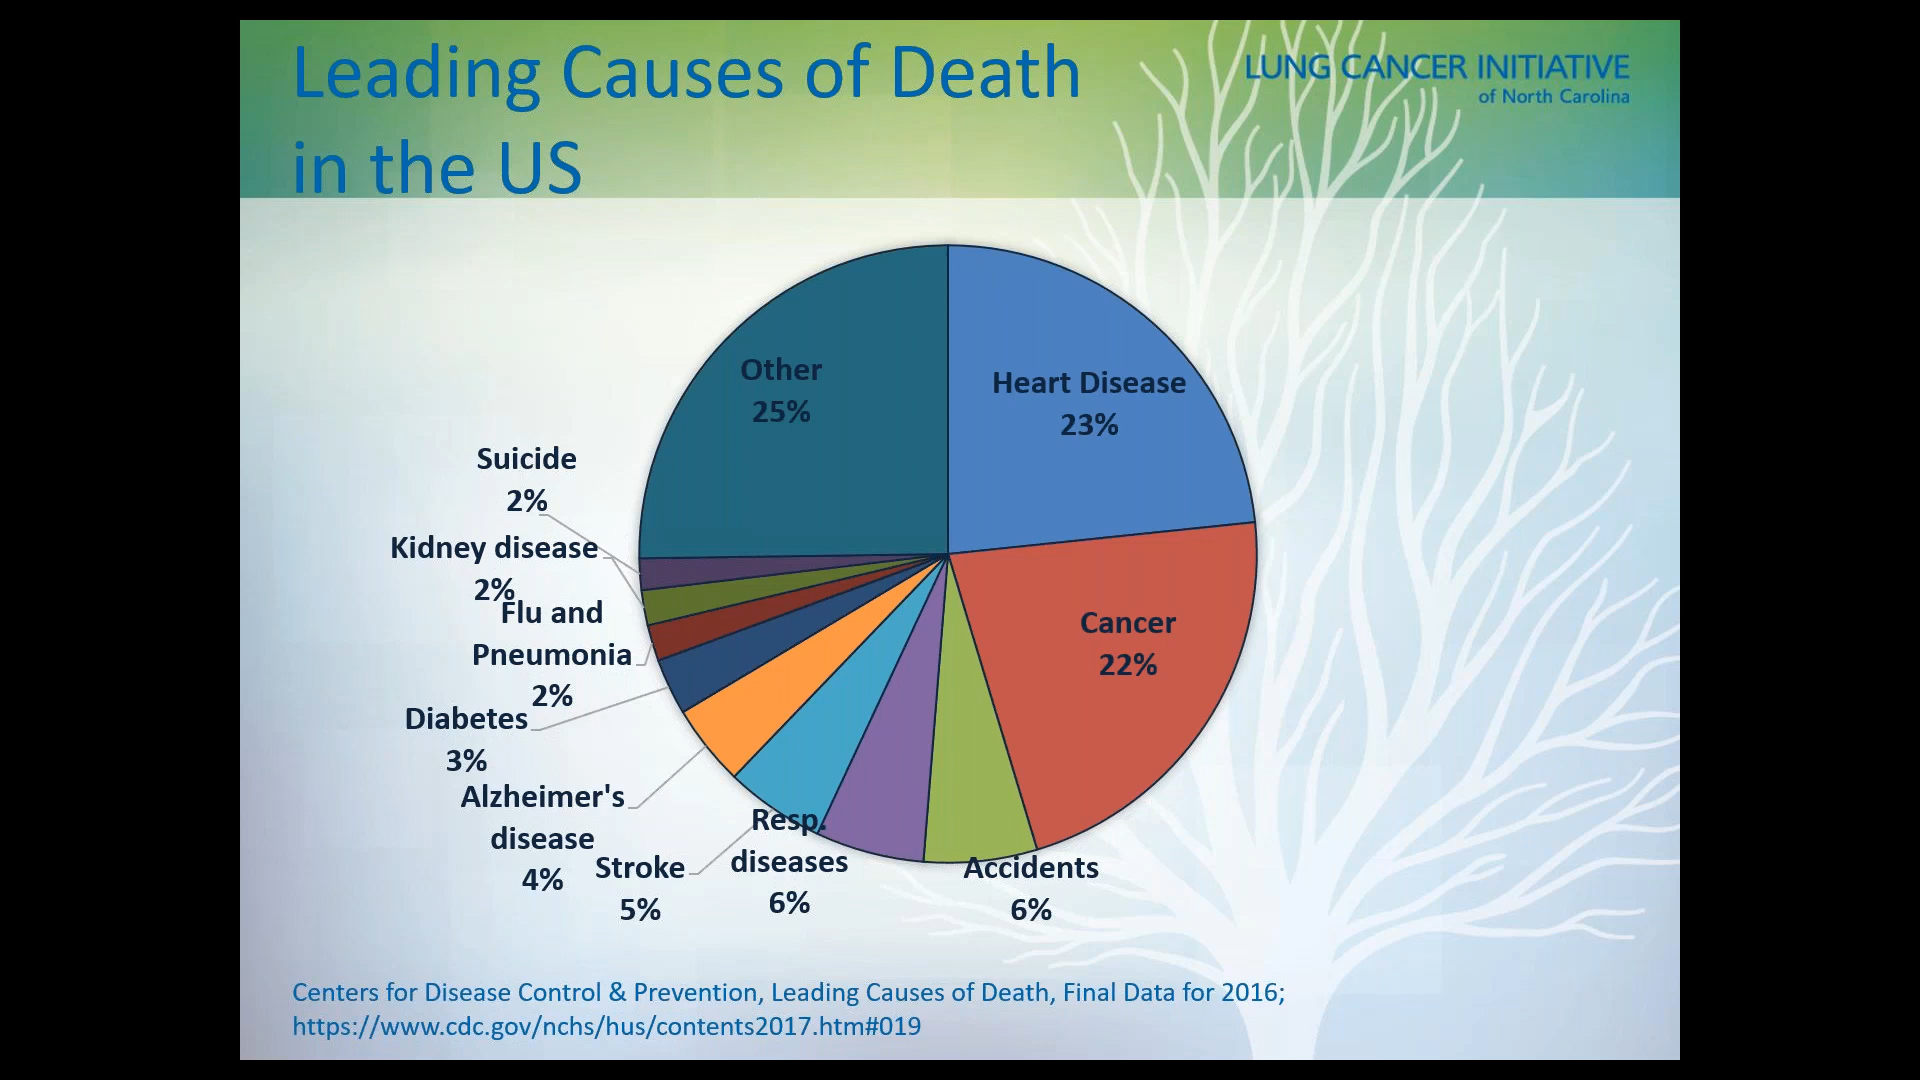 Leading Causes of Death
in the US
LUNG CANCER INITIATIVE
of North Carolina
Other
25%
Heart Disease
23%
Suicide
2%
Kidney disease
2%
Flu and
Pneumonia
2%
Diabetes
3%
Alzheimer's
disease
4%
Stroke
5%
Resp.
diseases
6%
Accidents
6%
Cancer
22%
Centers for Disease Control & Prevention, Leading Causes of Death, Final Data for 2016;
https://www.cdc.gov/nchs/hus/contents2017.htm#019